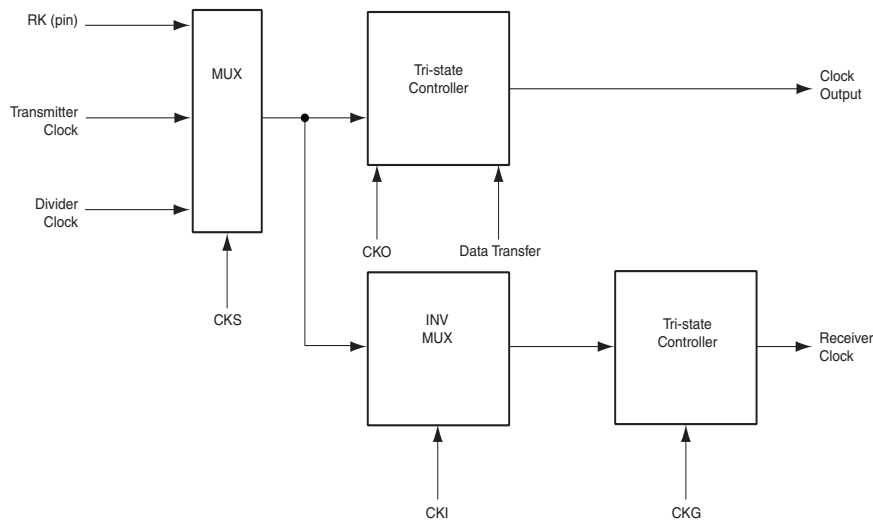 RK (pin)
MUX
Tri-state
Controller
Clock
Output
Transmitter
Clock
Divider
Clock
CKO
Data Transfer
CKS
INV
MUX
Tri-state
Controller
Receiver
Clock
CKI
CKG